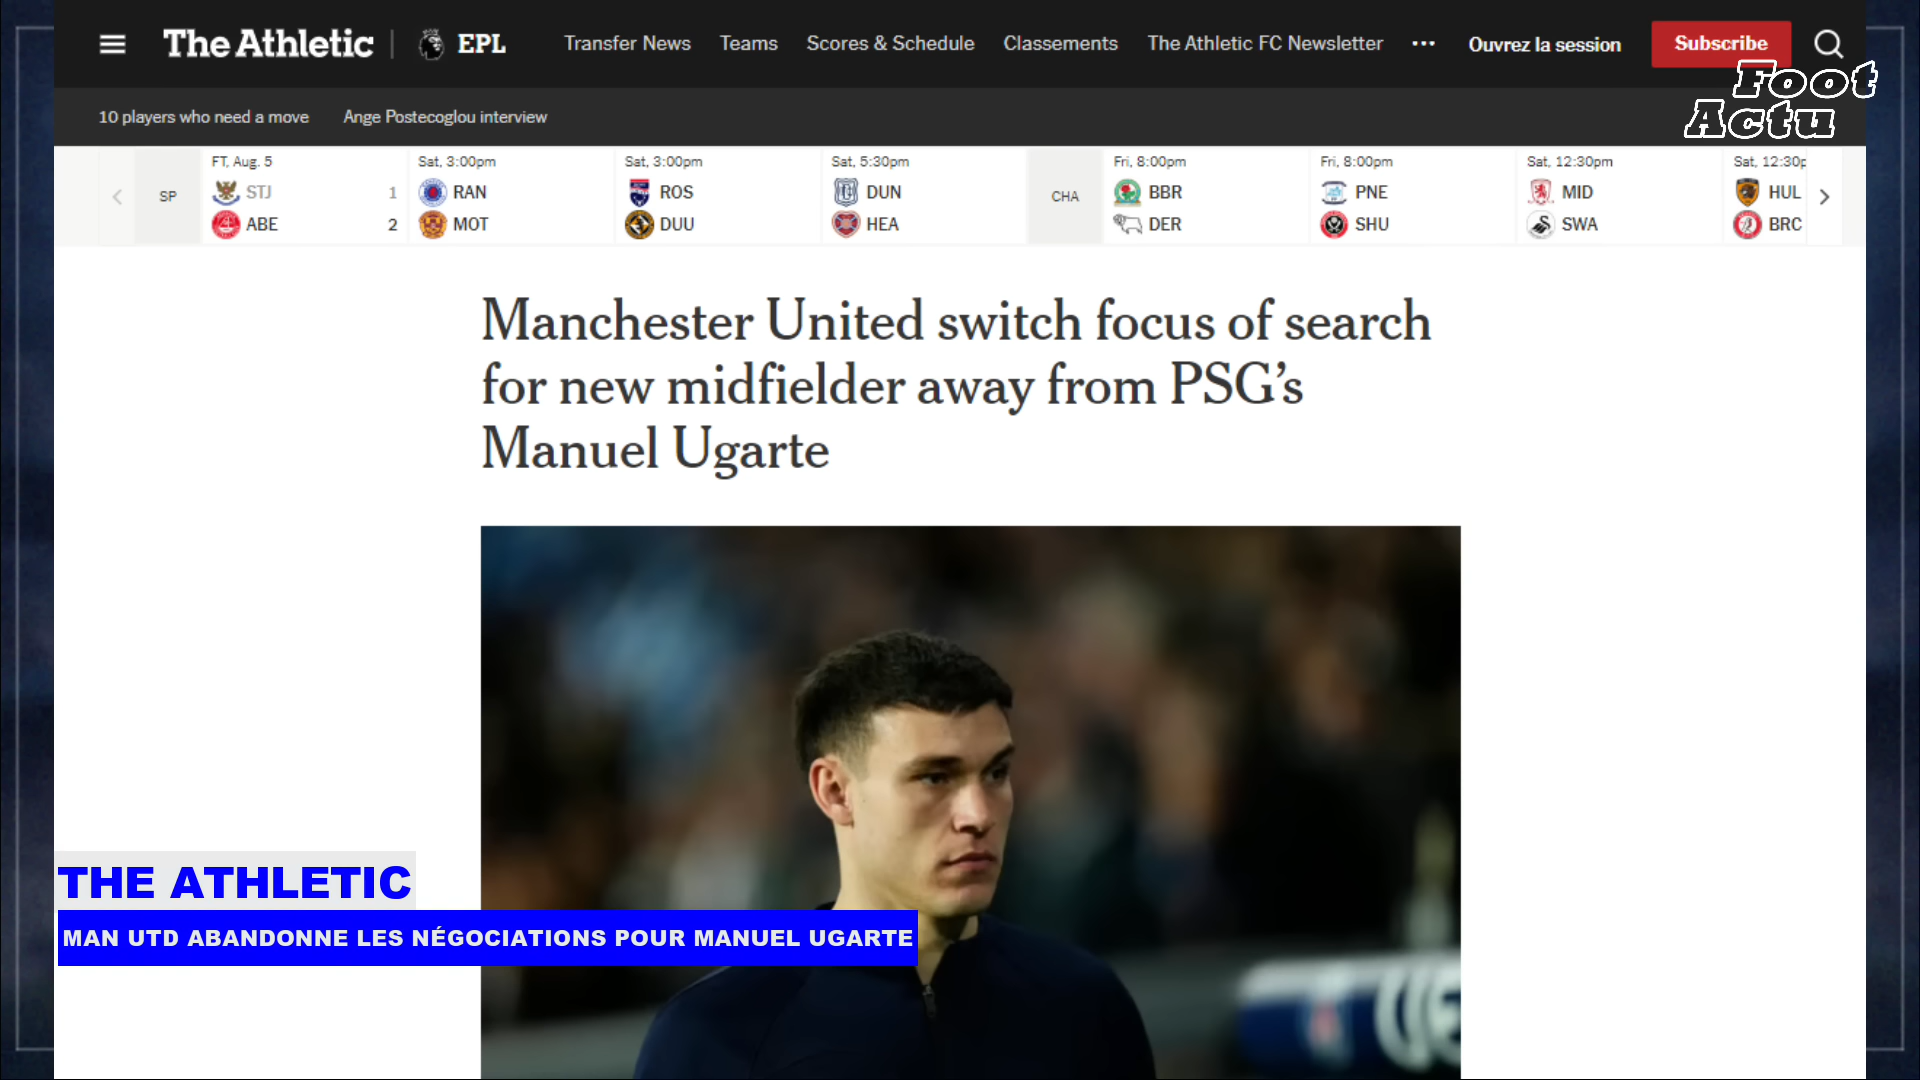 The Athletic | EPL
Transfer News Teams Scores & Schedule Classements The Athletic FC Newsletter ••• Ouvrez la session Subscribe
Foot
Actu
10 players who need a move Ange Postecoglou interview
SP
FT, Aug. 5
STJ 1
ABE 2
Sat, 3:00pm
RAN
MOT
Sat, 3:00pm
ROS
DUU
Sat, 5:30pm
DUN
HEA
CHA
Fri, 8:00pm
BBR
DER
Fri, 8:00pm
PNE
SHU
Sat, 12:30pm
MID
SWA
Sat, 12:30p
HUL
BRC
Manchester United switch focus of search
for new midfielder away from PSG’s
Manuel Ugarte
THE ATHLETIC
MAN UTD ABANDONNE LES NÉGOCIATIONS POUR MANUEL UGARTE